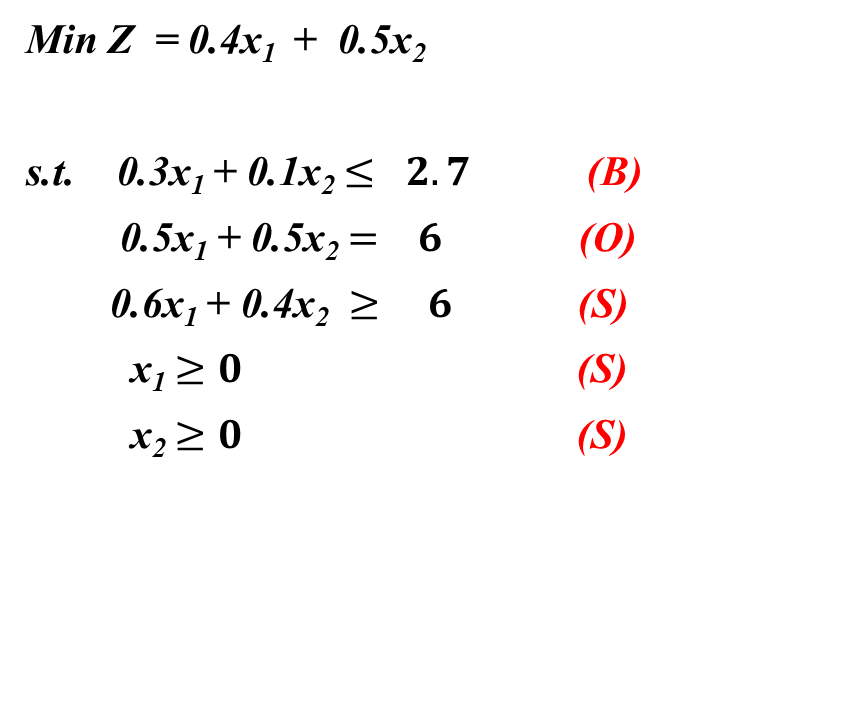 Min Z = 0.4x₁ + 0.5x₂
s.t. 0.3x₁ + 0.1x₂ ≤ 2.7 (B)
0.5x₁ + 0.5x₂ = 6 (O)
0.6x₁ + 0.4x₂ ≥ 6 (S)
x₁ ≥ 0 (S)
x₂ ≥ 0 (S)